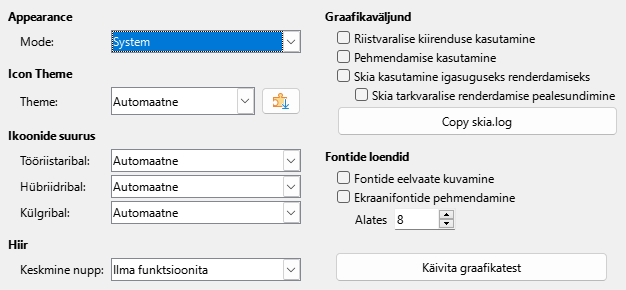 Appearance
Mode: System
Icon Theme
Theme: Automaatne
Ikoonide suurus
Tööriistaribal: Automaatne
Hübriidribal: Automaatne
Külgribal: Automaatne
Hiir
Keskmine nupp: Ilma funktsioonita
Graafikaväljund
Riistvaralise kiirenduse kasutamine
Pehmendamise kasutamine
Skia kasutamine igasuguseks renderdamiseks
Skia tarkvaralise renderdamise pealesundimine
Copy skia.log
Fontide loendid
Fontide eelvaate kuvamine
Ekraanifontide pehmendamine
Alates 8
Käivita graafikatest